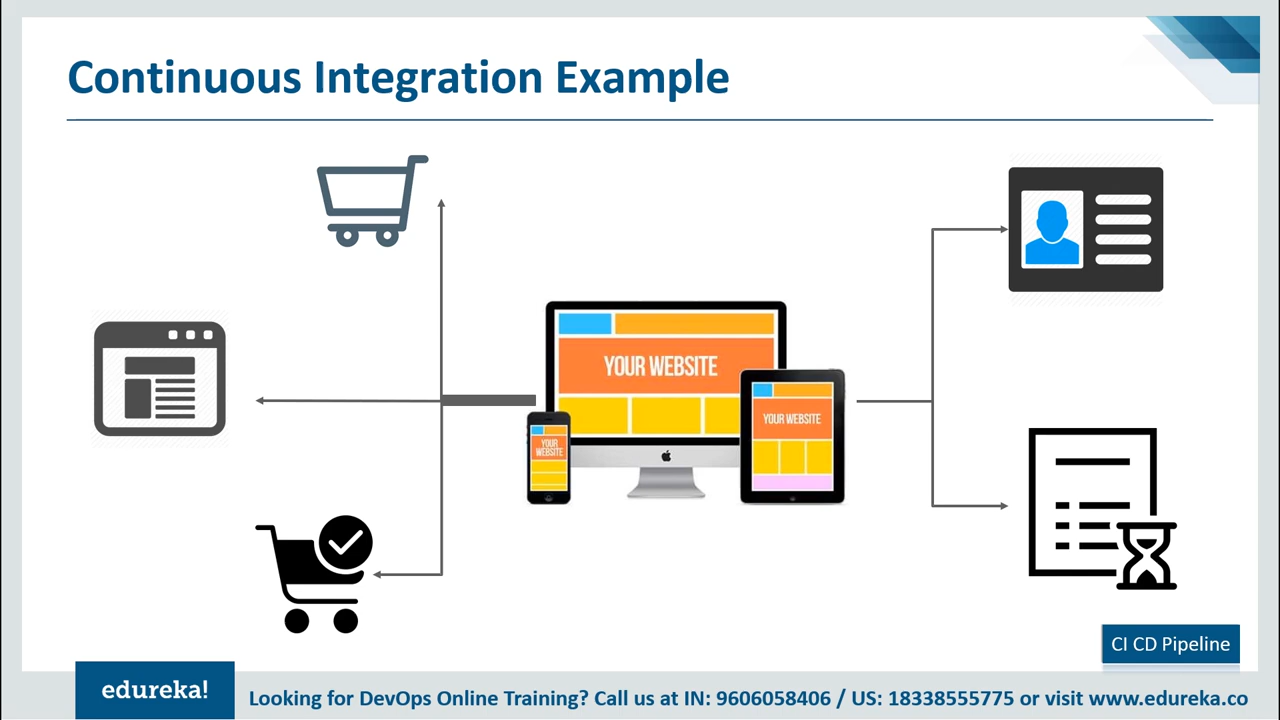 Continuous Integration Example
YOUR WEBSITE
YOUR WEBSITE
YOUR
WEBSITE
CI CD Pipeline
edureka!
Looking for DevOps Online Training? Call us at IN: 9606058406 / US: 18338555775 or visit www.edureka.co